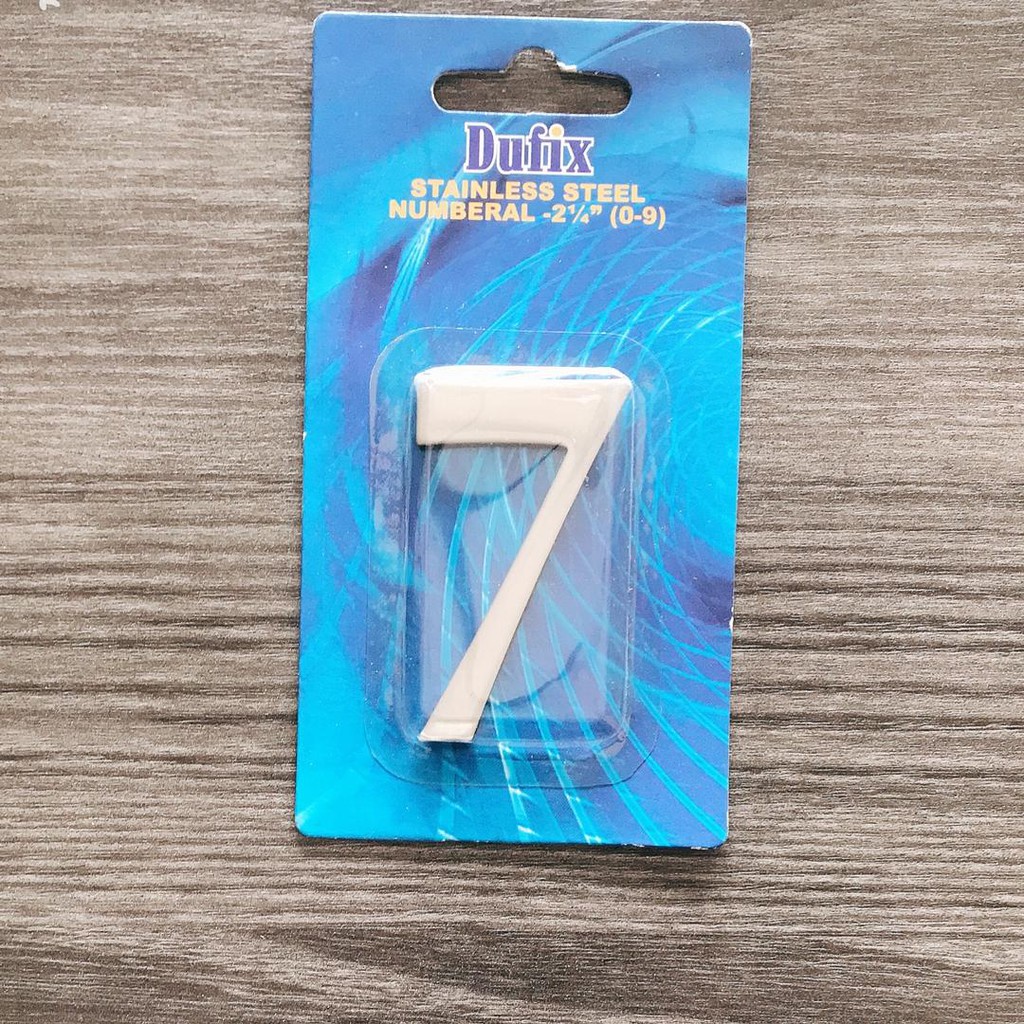 Dufix
STAINLESS STEEL
NUMBERAL -2¼” (0-9)
7